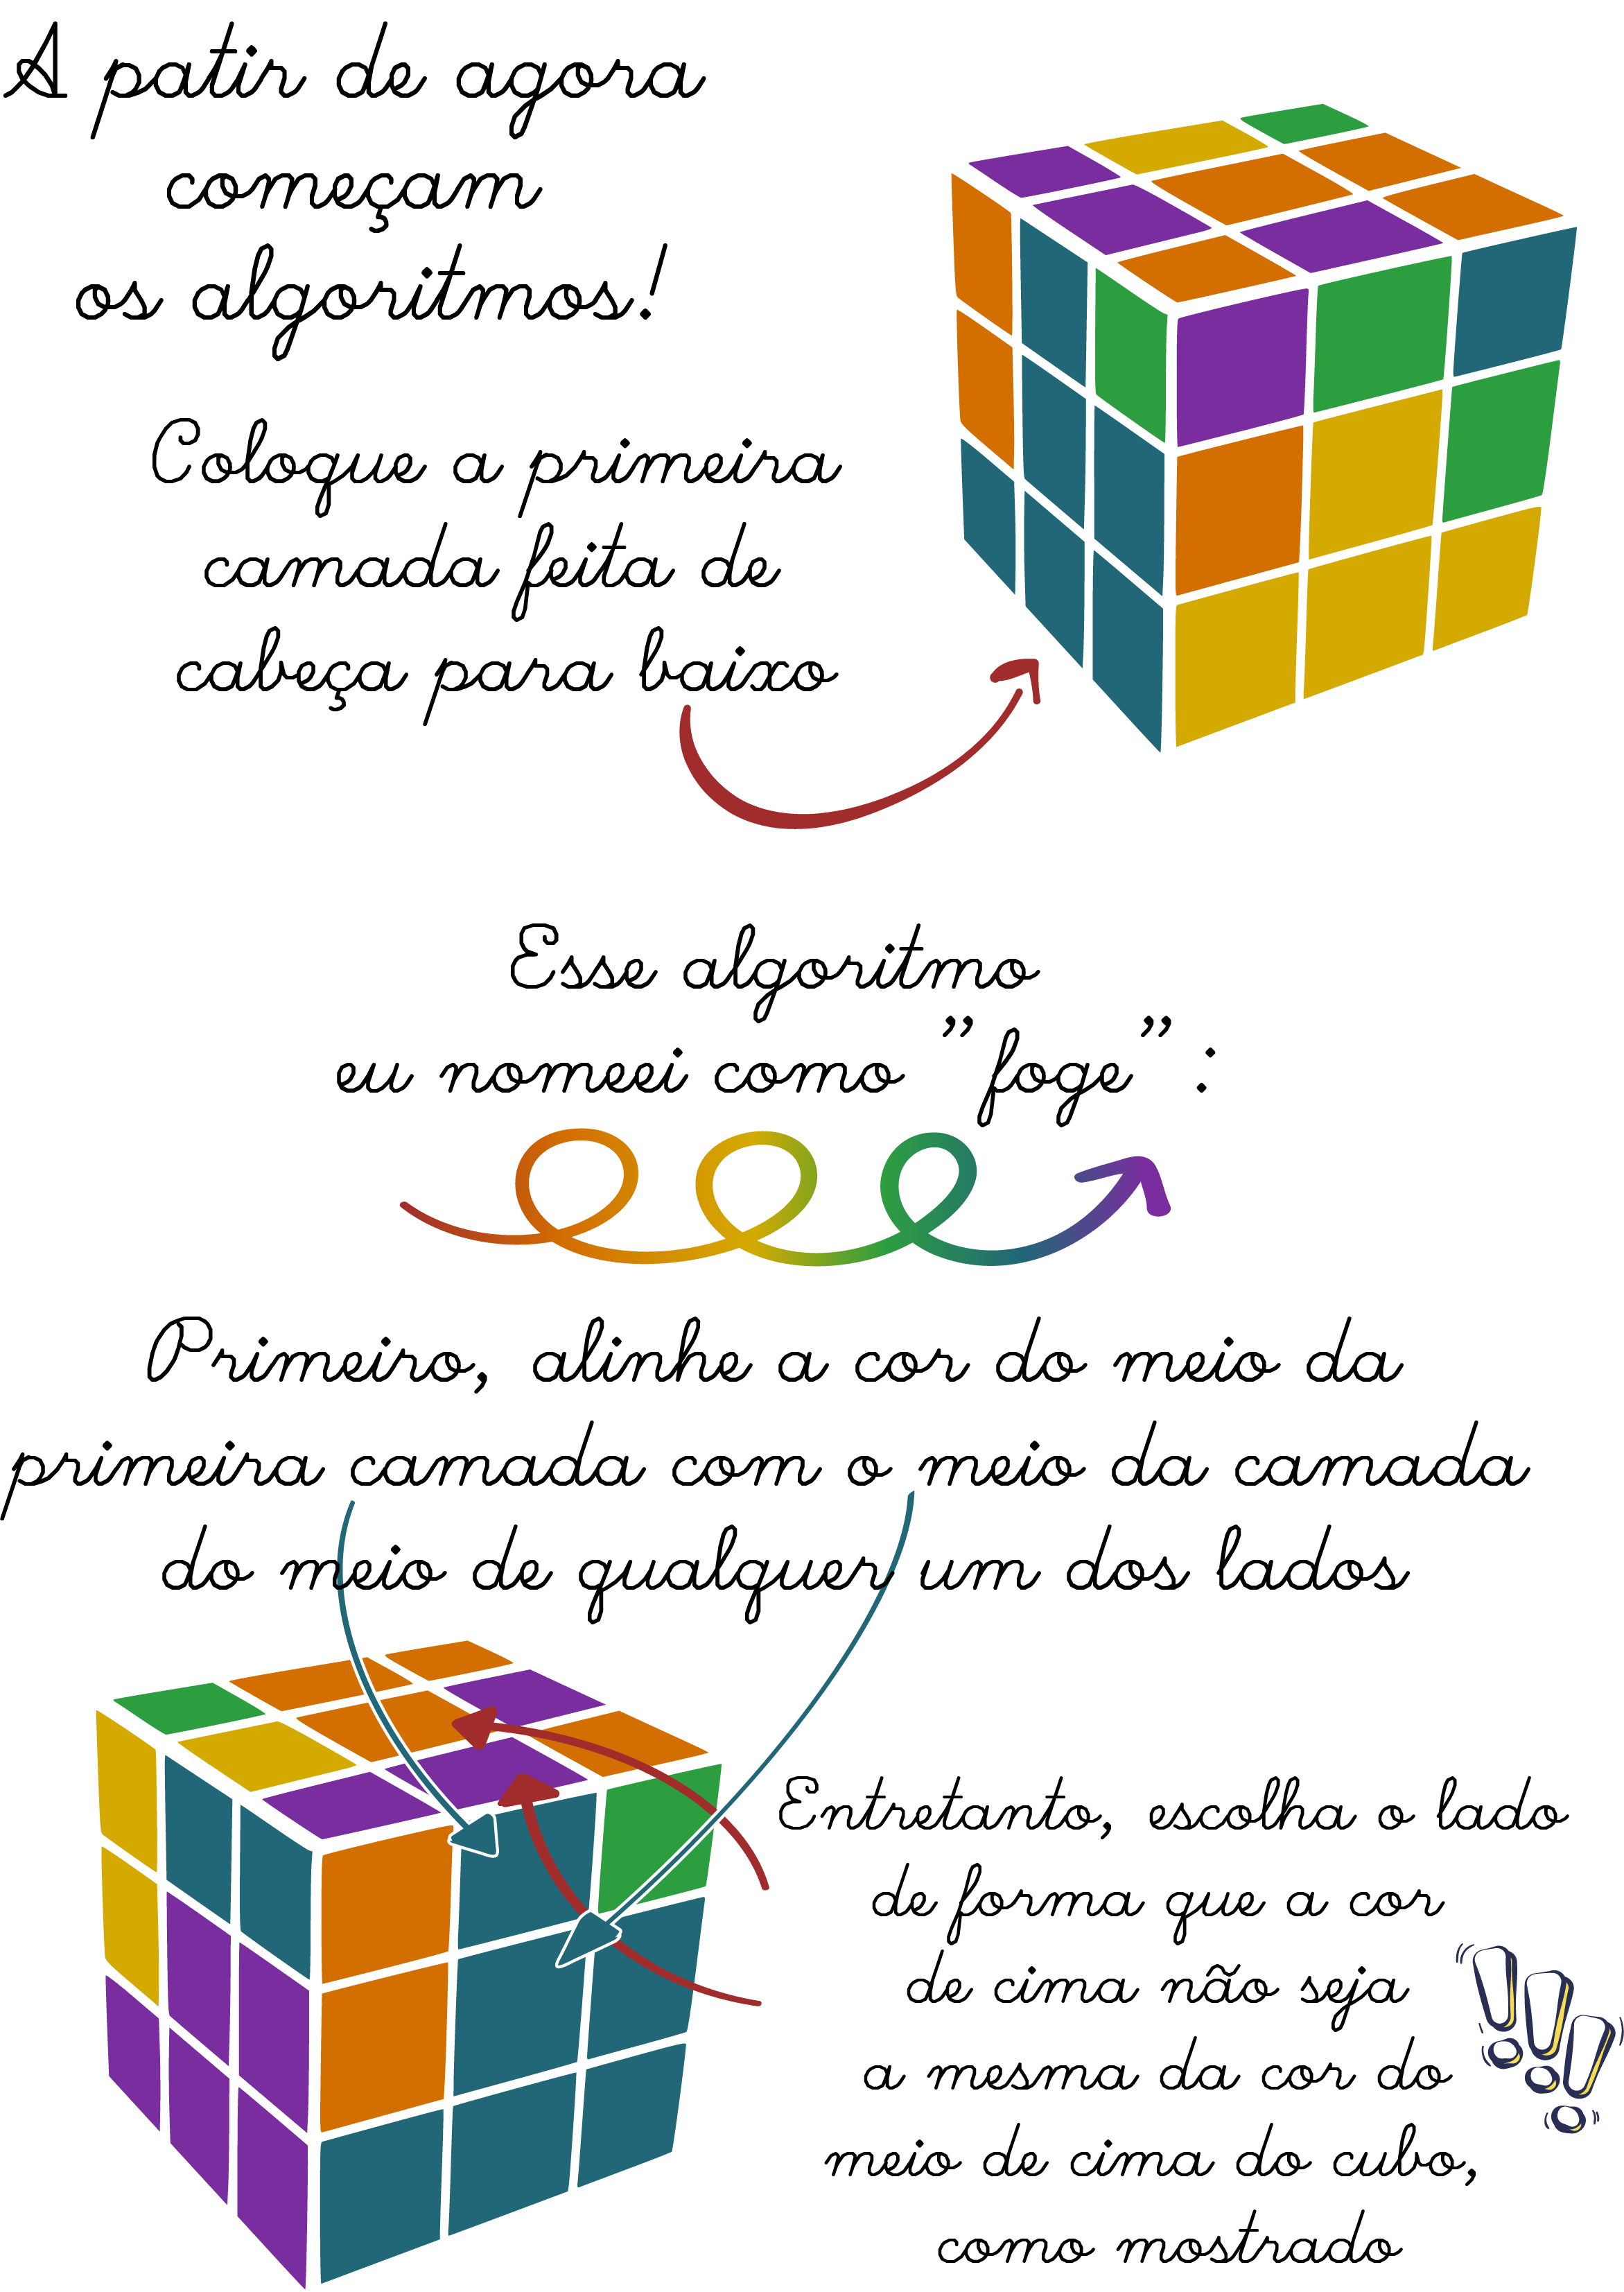 A patir de agora
começam
os algoritmos!
Coloque a primeira
camada feita de
cabeça para baixo
Esse algoritmo
eu nomeei como ”foge” :
Primeiro, alinhe a cor do meio da
primeira camada com o meio da camada
do meio de qualquer um dos lados
Entretanto, escolha o lado
de forma que a cor
de cima não seja
a mesma da cor do
meio de cima do cubo,
como mostrado